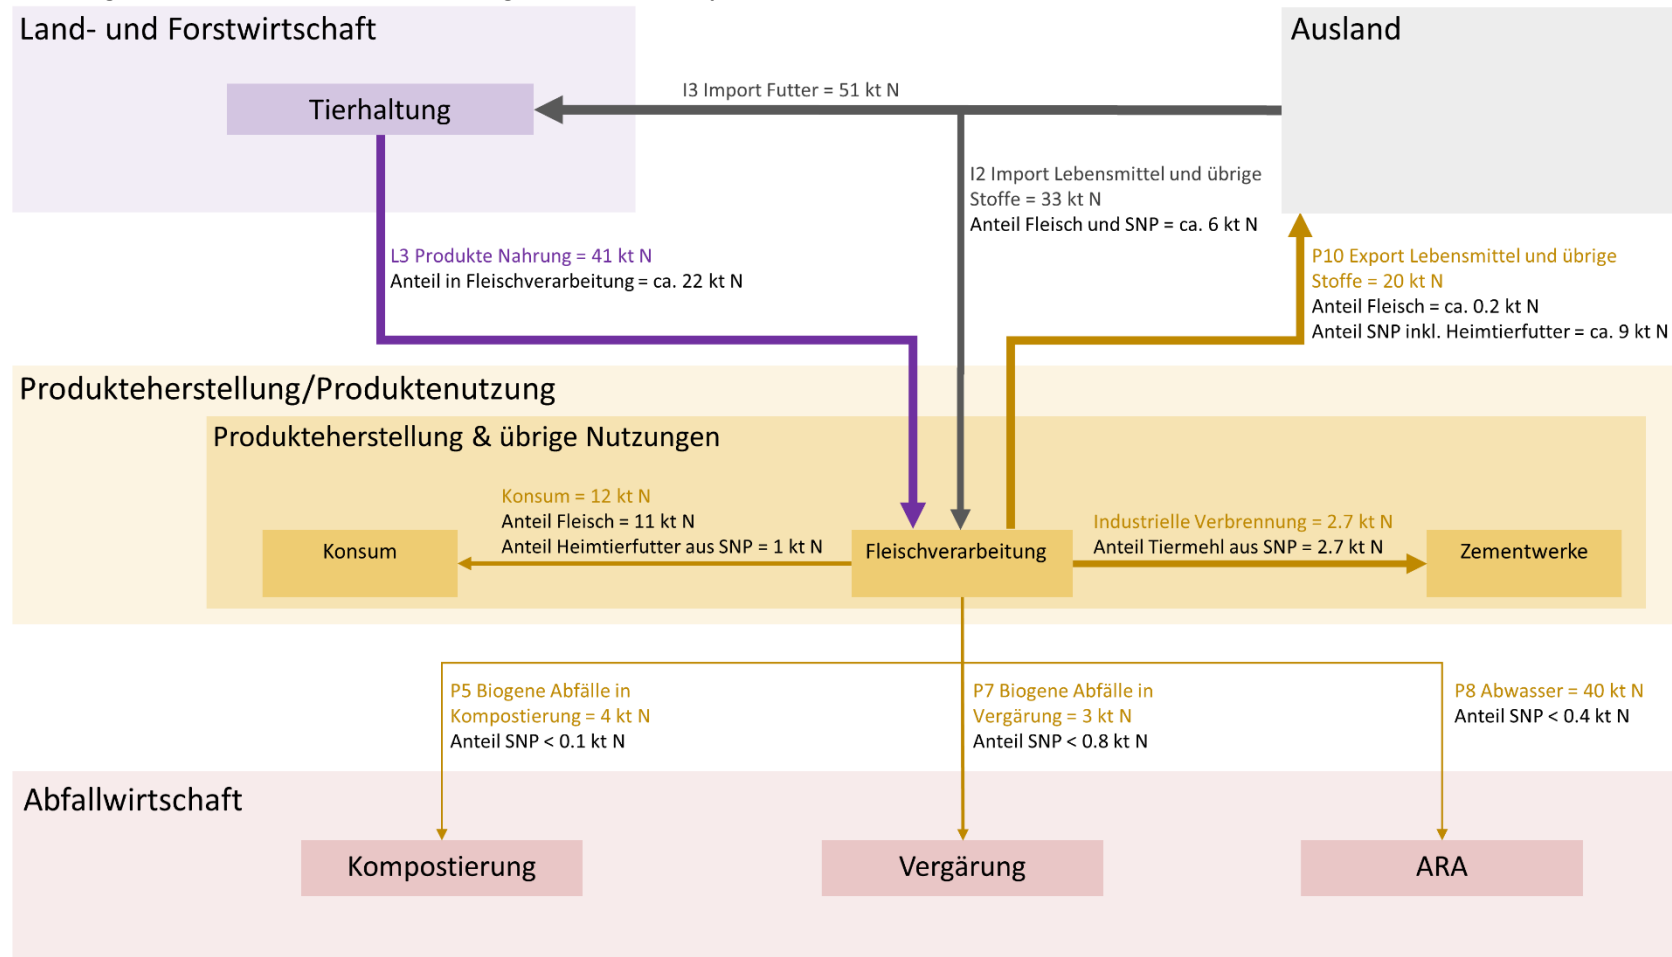 Land- und Forstwirtschaft
Ausland
Tierhaltung
I3 Import Futter = 51 kt N
I2 Import Lebensmittel und übrige
Stoffe = 33 kt N
Anteil Fleisch und SNP = ca. 6 kt N
L3 Produkte Nahrung = 41 kt N
Anteil in Fleischverarbeitung = ca. 22 kt N
P10 Export Lebensmittel und übrige
Stoffe = 20 kt N
Anteil Fleisch = ca. 0.2 kt N
Anteil SNP inkl. Heimtierfutter = ca. 9 kt N
Produkteherstellung/Produktenutzung
Produkteherstellung & übrige Nutzungen
Konsum = 12 kt N
Anteil Fleisch = 11 kt N
Anteil Heimtierfutter aus SNP = 1 kt N
Industrielle Verbrennung = 2.7 kt N
Anteil Tiermehl aus SNP = 2.7 kt N
Konsum
Fleischverarbeitung
Zementwerke
P5 Biogene Abfälle in
Kompostierung = 4 kt N
Anteil SNP < 0.1 kt N
P7 Biogene Abfälle in
Vergärung = 3 kt N
Anteil SNP < 0.8 kt N
P8 Abwasser = 40 kt N
Anteil SNP < 0.4 kt N
Abfallwirtschaft
Kompostierung
Vergärung
ARA